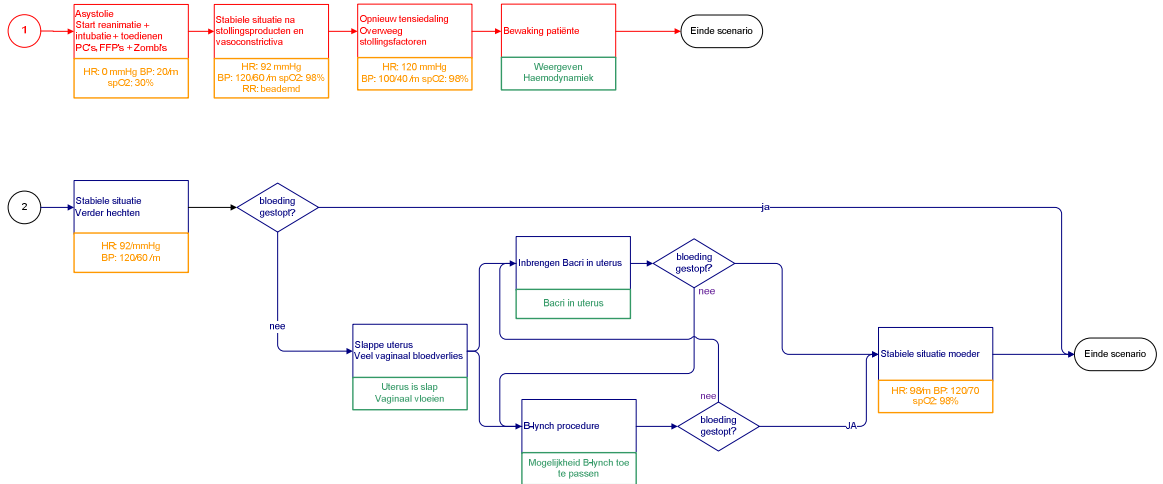 1
Asystolie
Start reanimatie +
intubatie + toedienen
PC's, FFP's + Zombi's
HR: 0 mmHg BP: 20/m
spO2: 30%
Stabiele situatie na
stollingsproducten en
vasoconstrictiva
HR: 92 mmHg
BP: 120/60 /m spO2: 98%
RR: beademd
Opnieuw tensiedaling
Overweeg
stollingsfactoren
HR: 120 mmHg
BP: 100/40 /m spO2: 98%
Bewaking patiënte
Weergeven
Haemodynamiek
Einde scenario
2
Stabiele situatie
Verder hechten
HR: 92/mmHg
BP: 120/60 /m
bloeding
gestopt?
ja
nee
Slappe uterus
Veel vaginaal bloedverlies
Uterus is slap
Vaginaal vloeien
Inbrengen Bacri in uterus
Bacri in uterus
bloeding
gestopt?
nee
B-lynch procedure
Mogelijkheid B-lynch toe
te passen
nee
bloeding
gestopt?
JA
Stabiele situatie moeder
HR: 98/m BP: 120/70
spO2: 98%
Einde scenario